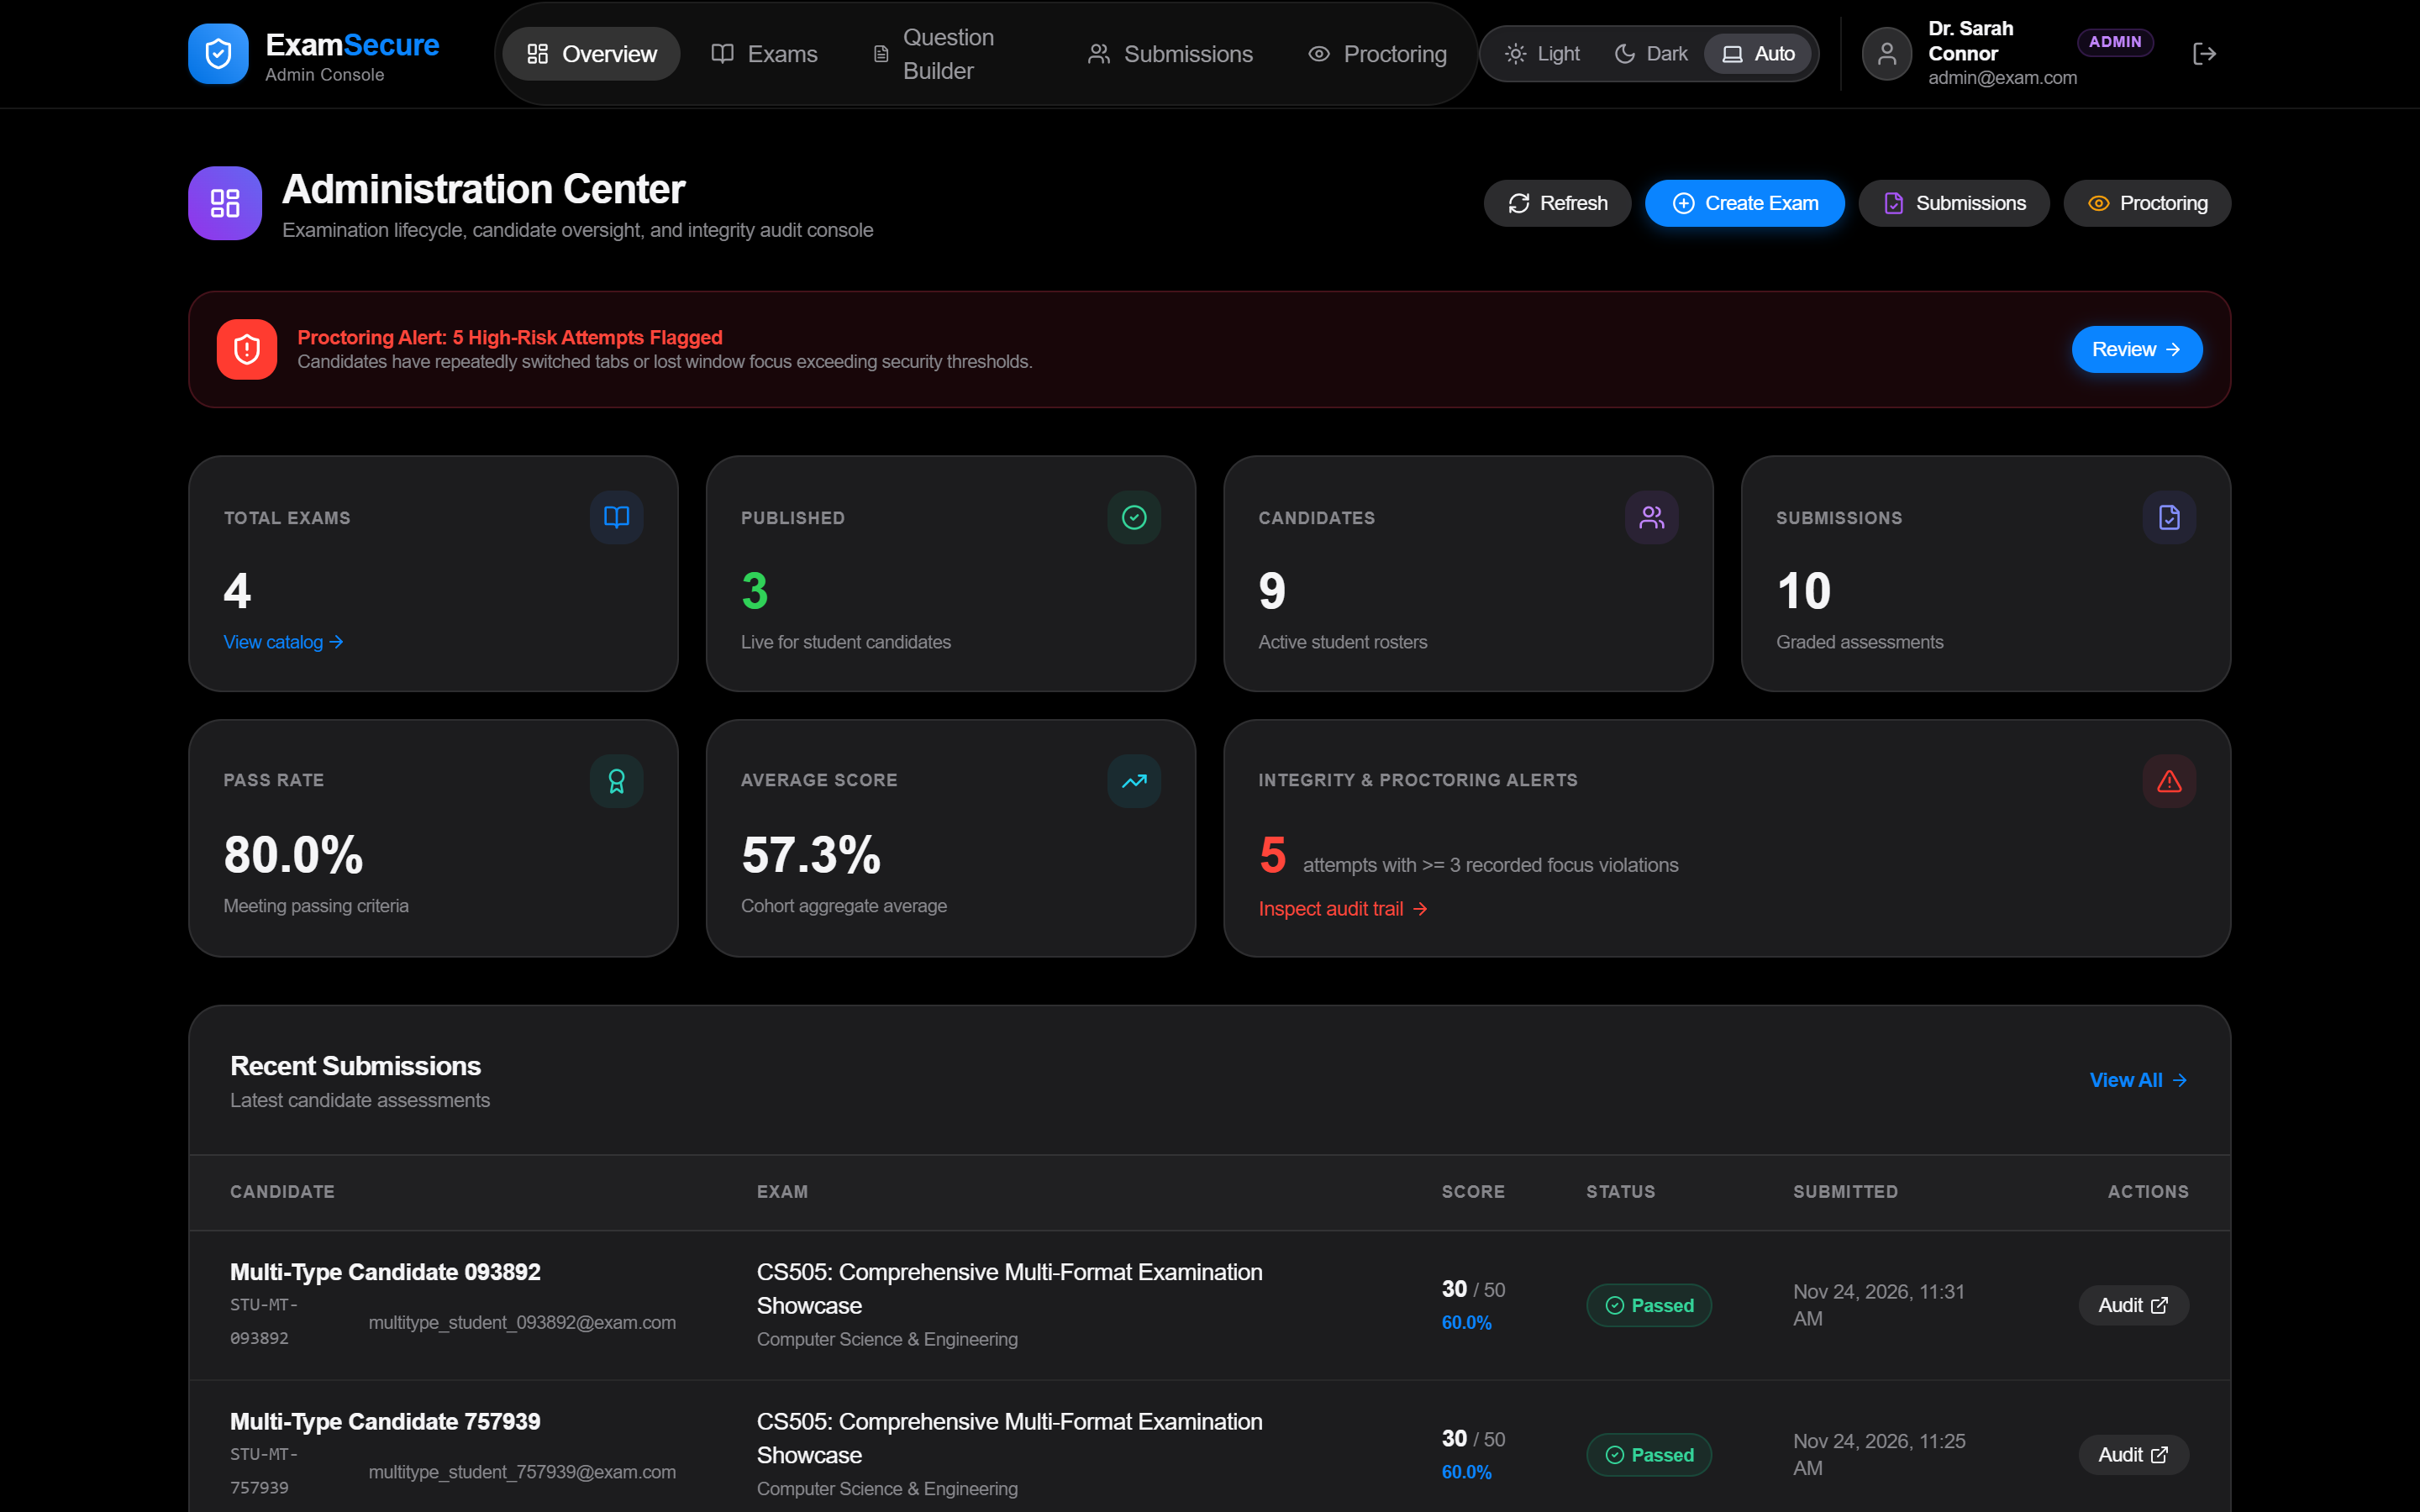 ExamSecure
Admin Console
Overview
Exams
Question
Builder
Submissions
Proctoring
Light
Dark
Auto
Dr. Sarah
Connor
admin@exam.com
ADMIN
Administration Center
Examination lifecycle, candidate oversight, and integrity audit console
Refresh
Create Exam
Submissions
Proctoring
Proctoring Alert: 5 High-Risk Attempts Flagged
Candidates have repeatedly switched tabs or lost window focus exceeding security thresholds.
Review
TOTAL EXAMS
4
View catalog
PUBLISHED
3
Live for student candidates
CANDIDATES
9
Active student rosters
SUBMISSIONS
10
Graded assessments
PASS RATE
80.0%
Meeting passing criteria
AVERAGE SCORE
57.3%
Cohort aggregate average
INTEGRITY & PROCTORING ALERTS
5 attempts with >= 3 recorded focus violations
Inspect audit trail
Recent Submissions
Latest candidate assessments
View All
CANDIDATE EXAM SCORE STATUS SUBMITTED ACTIONS
Multi-Type Candidate 093892
STU-MT-
093892
multitype_student_093892@exam.com
CS505: Comprehensive Multi-Format Examination
Showcase
Computer Science & Engineering
30 / 50
60.0%
Passed
Nov 24, 2026, 11:31
AM
Audit
Multi-Type Candidate 757939
STU-MT-
757939
multitype_student_757939@exam.com
CS505: Comprehensive Multi-Format Examination
Showcase
Computer Science & Engineering
30 / 50
60.0%
Passed
Nov 24, 2026, 11:25
AM
Audit